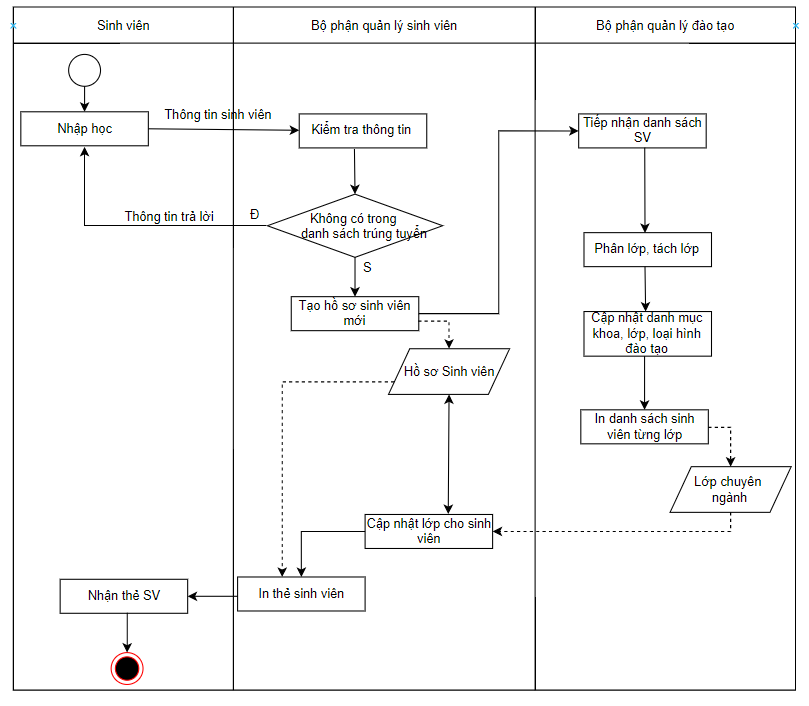 Sinh viên
Bộ phận quản lý sinh viên
Bộ phận quản lý đào tạo
Nhập học
Thông tin sinh viên
Kiểm tra thông tin
Tiếp nhận danh sách
SV
Thông tin trả lời
Đ
Không có trong
danh sách trúng tuyển
S
Phân lớp, tách lớp
Tạo hồ sơ sinh viên
mới
Cập nhật danh mục
khoa, lớp, loại hình
đào tạo
Hồ sơ Sinh viên
In danh sách sinh
viên từng lớp
Lớp chuyên
ngành
Cập nhật lớp cho sinh
viên
In thẻ sinh viên
Nhận thẻ SV